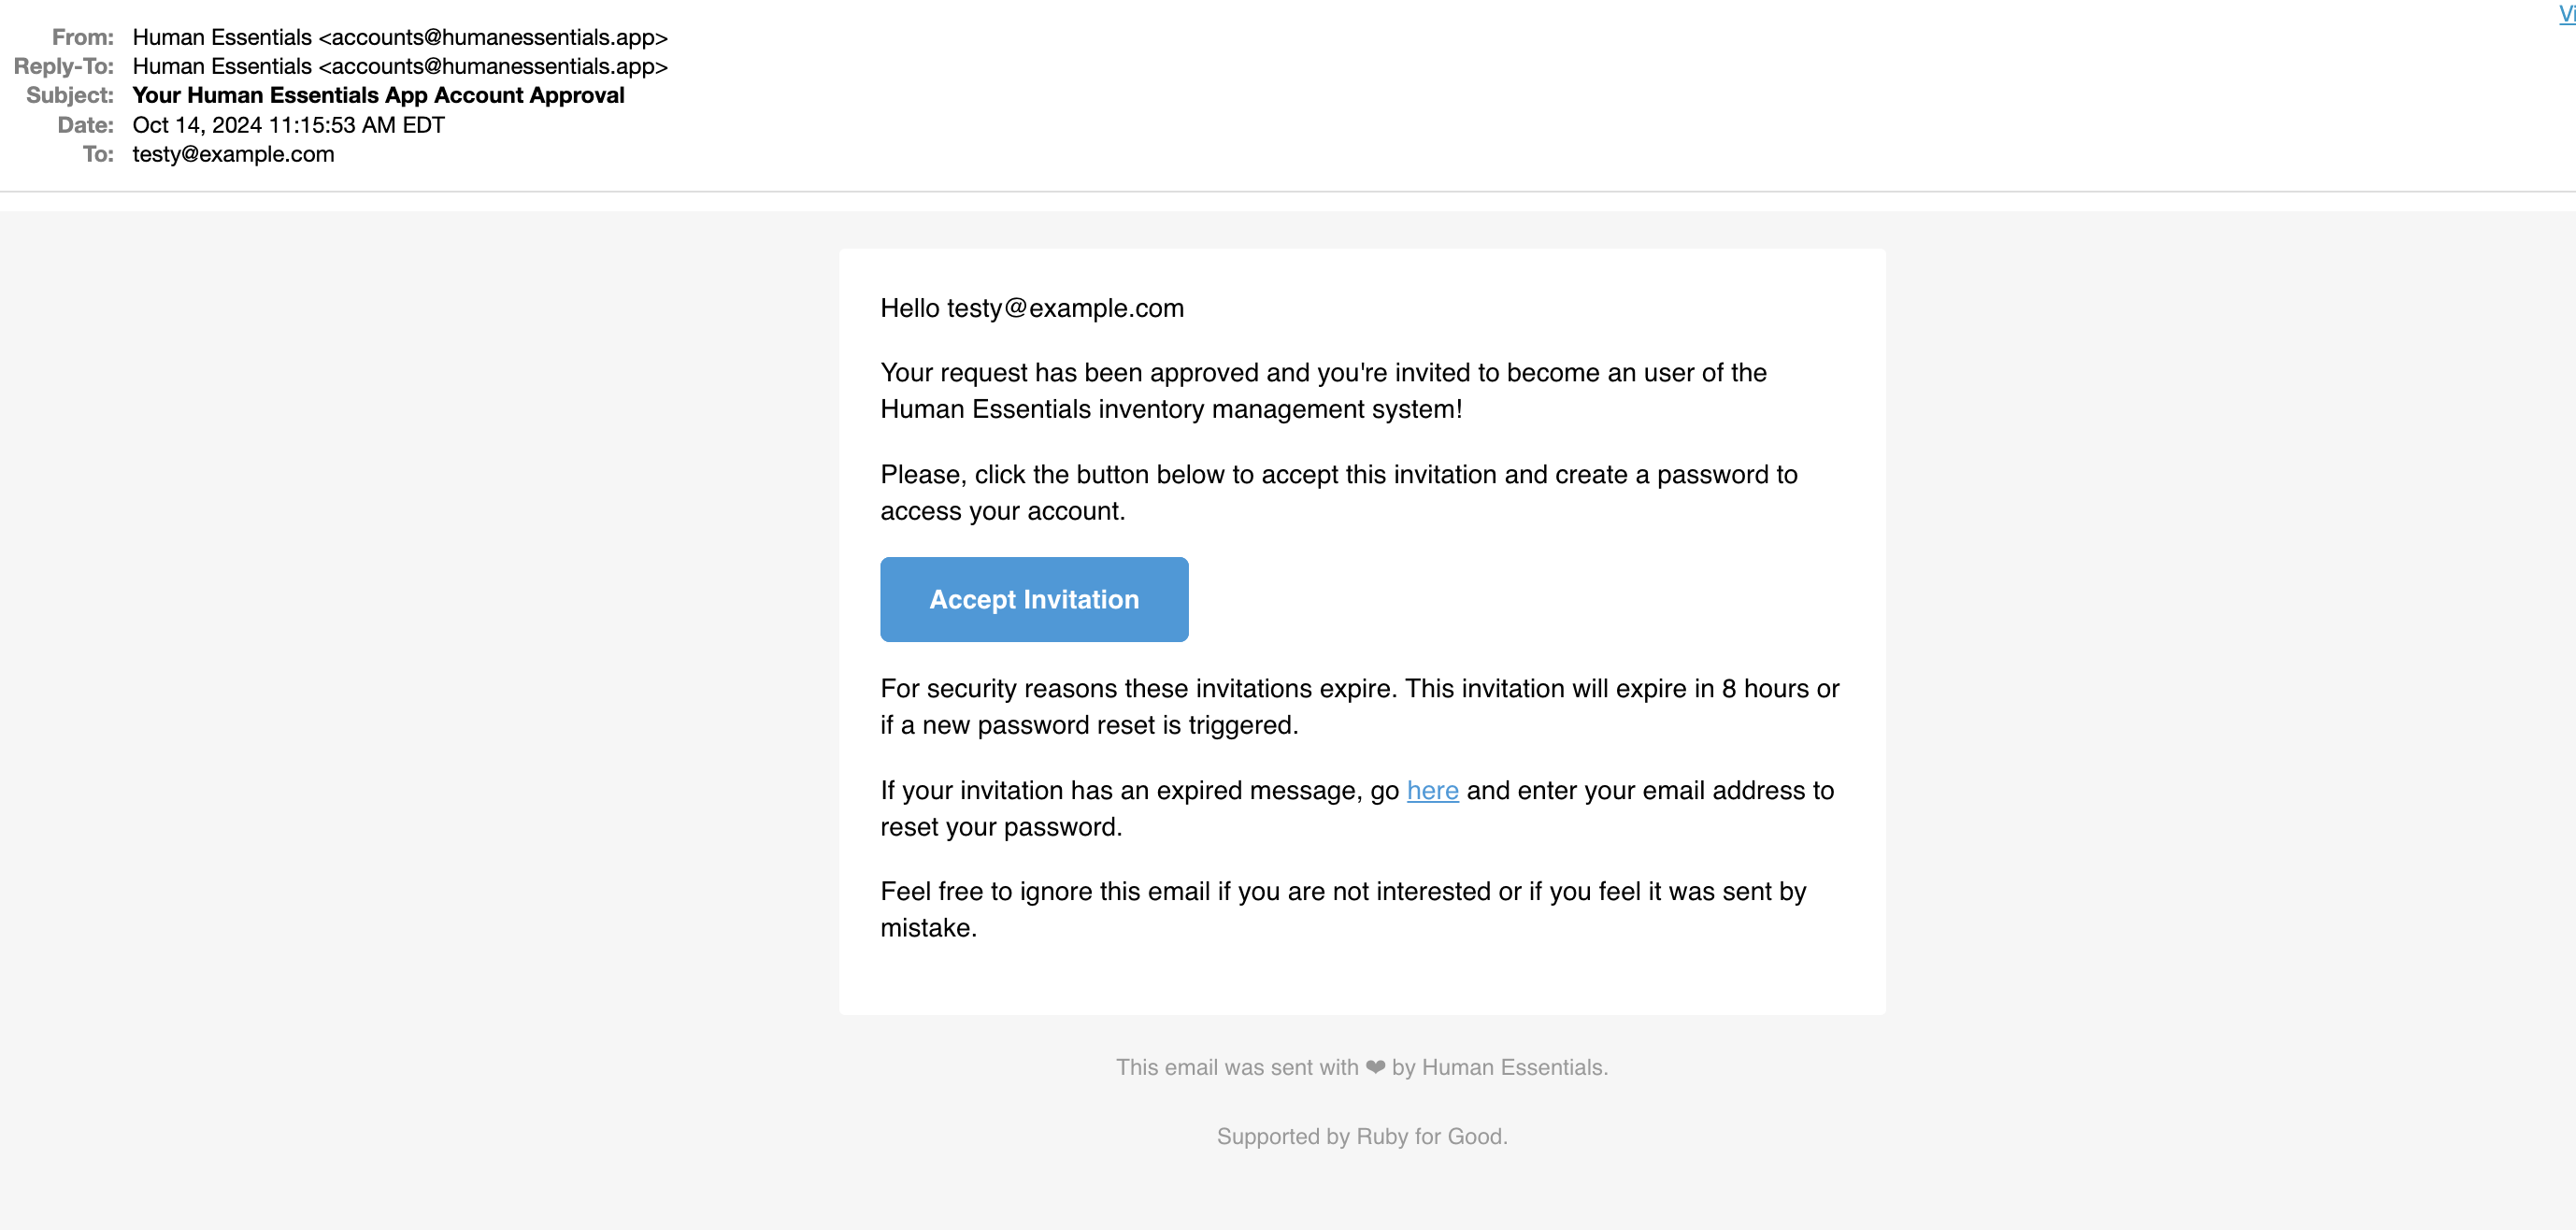 Vi
From: Human Essentials <accounts@humanessentials.app>
Reply-To: Human Essentials <accounts@humanessentials.app>
Subject: Your Human Essentials App Account Approval
Date: Oct 14, 2024 11:15:53 AM EDT
To: testy@example.com
Hello testy@example.com
Your request has been approved and you're invited to become an user of the
Human Essentials inventory management system!
Please, click the button below to accept this invitation and create a password to
access your account.
Accept Invitation
For security reasons these invitations expire. This invitation will expire in 8 hours or
if a new password reset is triggered.
If your invitation has an expired message, go here and enter your email address to
reset your password.
Feel free to ignore this email if you are not interested or if you feel it was sent by
mistake.
This email was sent with ❤ by Human Essentials.
Supported by Ruby for Good.